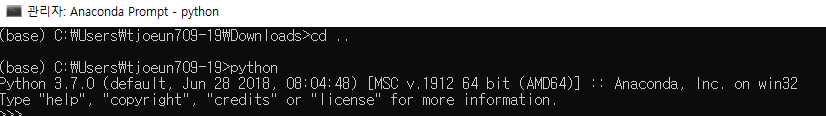 관리자: Anaconda Prompt - python
(base) C:₩Users₩tjoeun709-19₩Downloads>cd ..
(base) C:₩Users₩tjoeun709-19>python
Python 3.7.0 (default, Jun 28 2018, 08:04:48) [MSC v.1912 64 bit (AMD64)] :: Anaconda, Inc. on win32
Type "help", "copyright", "credits" or "license" for more information.
>>>